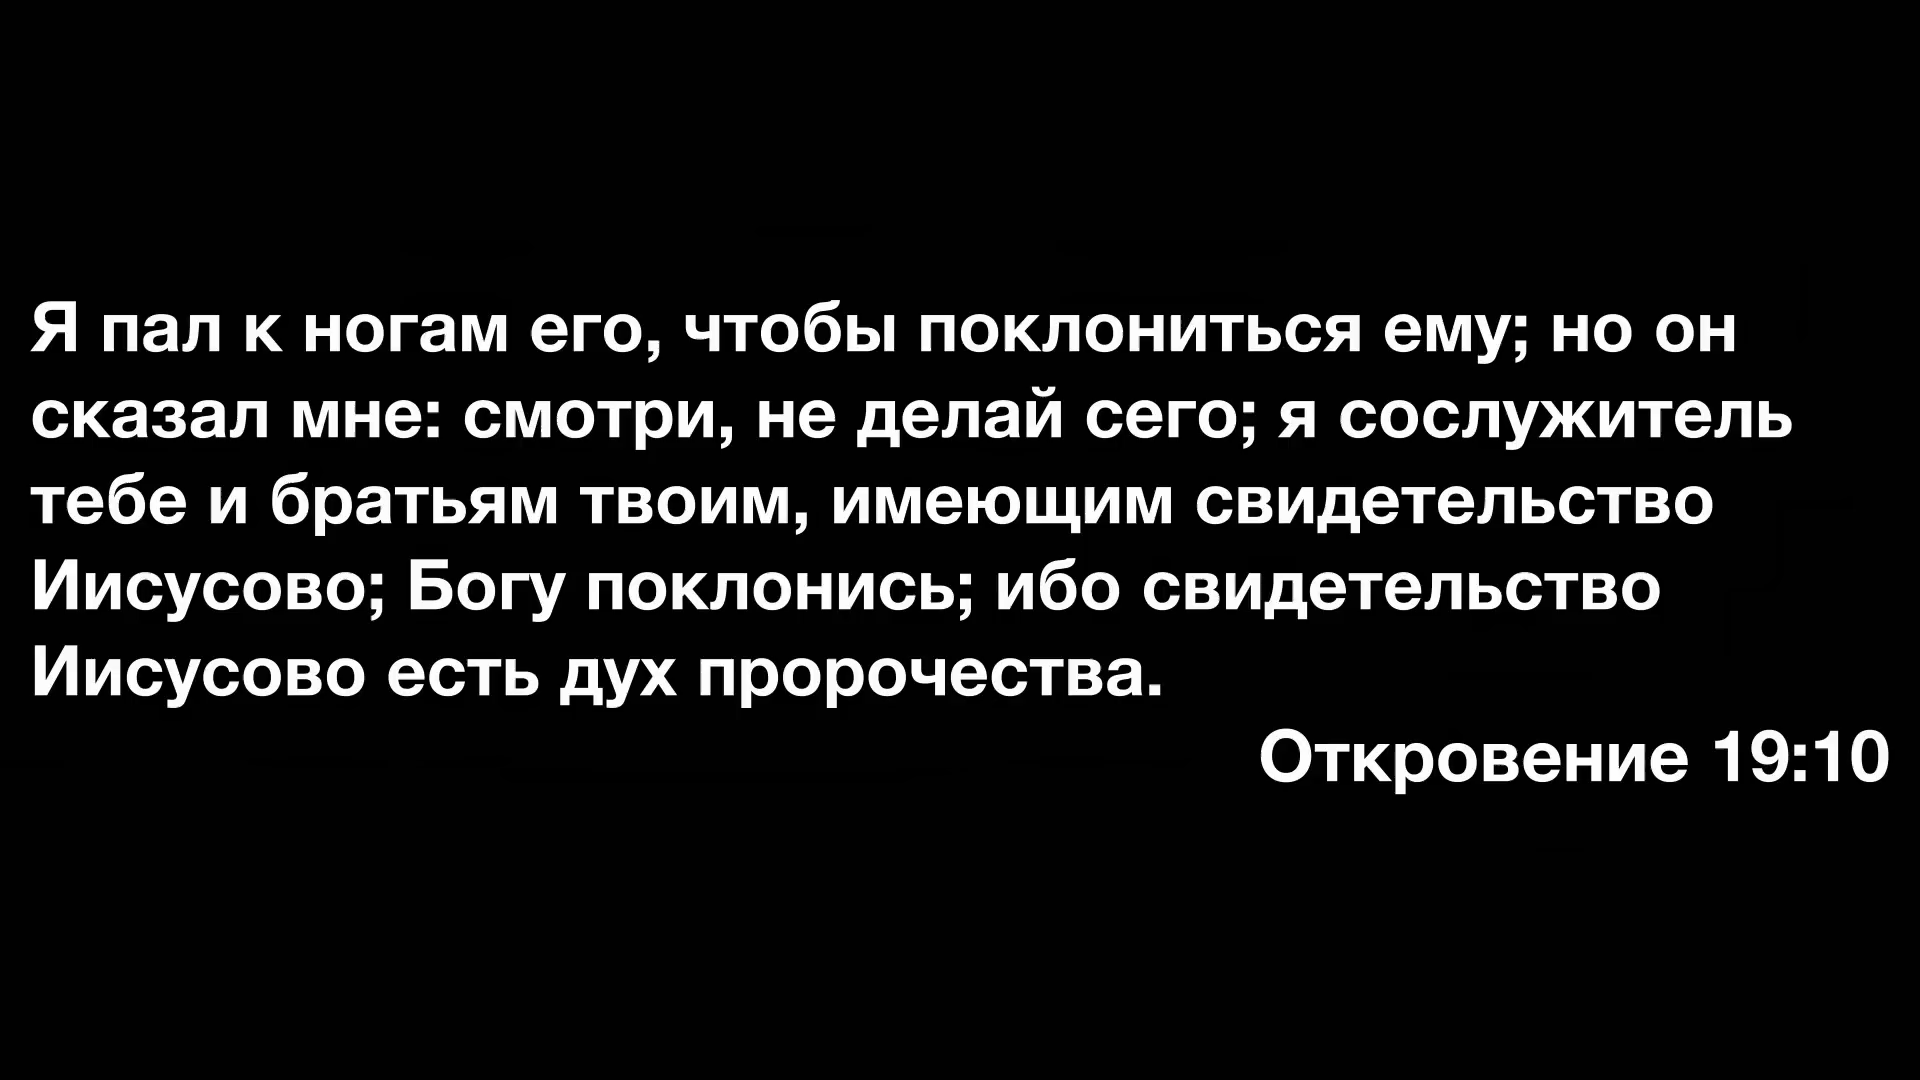 Я пал к ногам его, чтобы поклониться ему; но он
сказал мне: смотри, не делай сего; я сослужитель
тебе и братьям твоим, имеющим свидетельство
Иисусово; Богу поклонись; ибо свидетельство
Иисусово есть дух пророчества.
Откровение 19:10